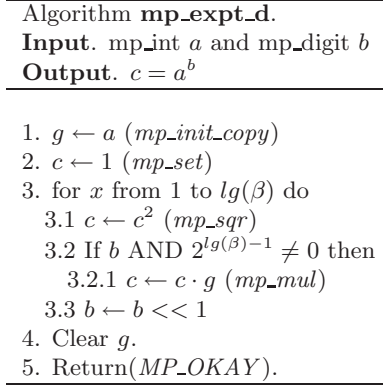 Algorithm mp_expt_d.
Input. mp_int a and mp_digit b
Output. c = a^b
1. g ← a (mp_init_copy)
2. c ← 1 (mp_set)
3. for x from 1 to lg(β) do
3.1 c ← c^2 (mp_sqr)
3.2 If b AND 2^{lg(β)−1} ≠ 0 then
3.2.1 c ← c · g (mp_mul)
3.3 b ← b << 1
4. Clear g.
5. Return(MP_OKAY).